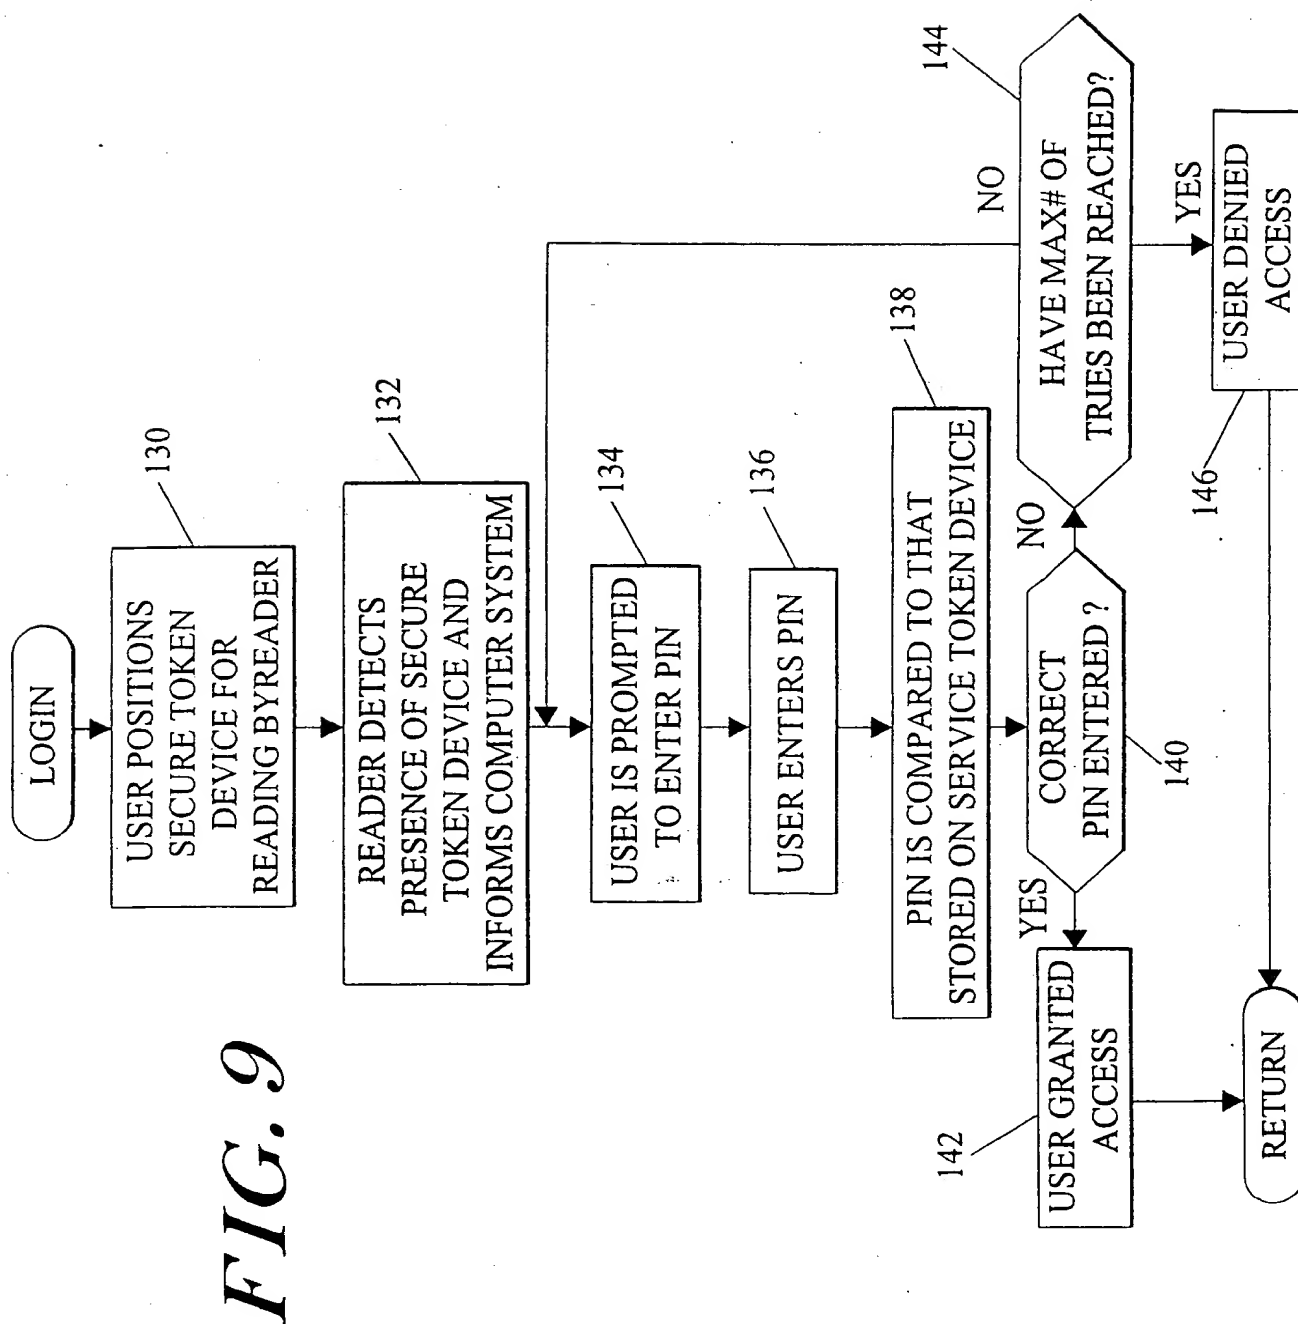 FIG. 9
LOGIN
USER POSITIONS
SECURE TOKEN
DEVICE FOR
READING BYREADER
130
READER DETECTS
PRESENCE OF SECURE
TOKEN DEVICE AND
INFORMS COMPUTER SYSTEM
132
USER IS PROMPTED
TO ENTER PIN
134
USER ENTERS PIN
136
PIN IS COMPARED TO THAT
STORED ON SERVICE TOKEN DEVICE
138
CORRECT
PIN ENTERED ?
140
YES
NO
USER GRANTED
ACCESS
142
HAVE MAX# OF
TRIES BEEN REACHED?
144
NO
YES
USER DENIED
ACCESS
146
RETURN